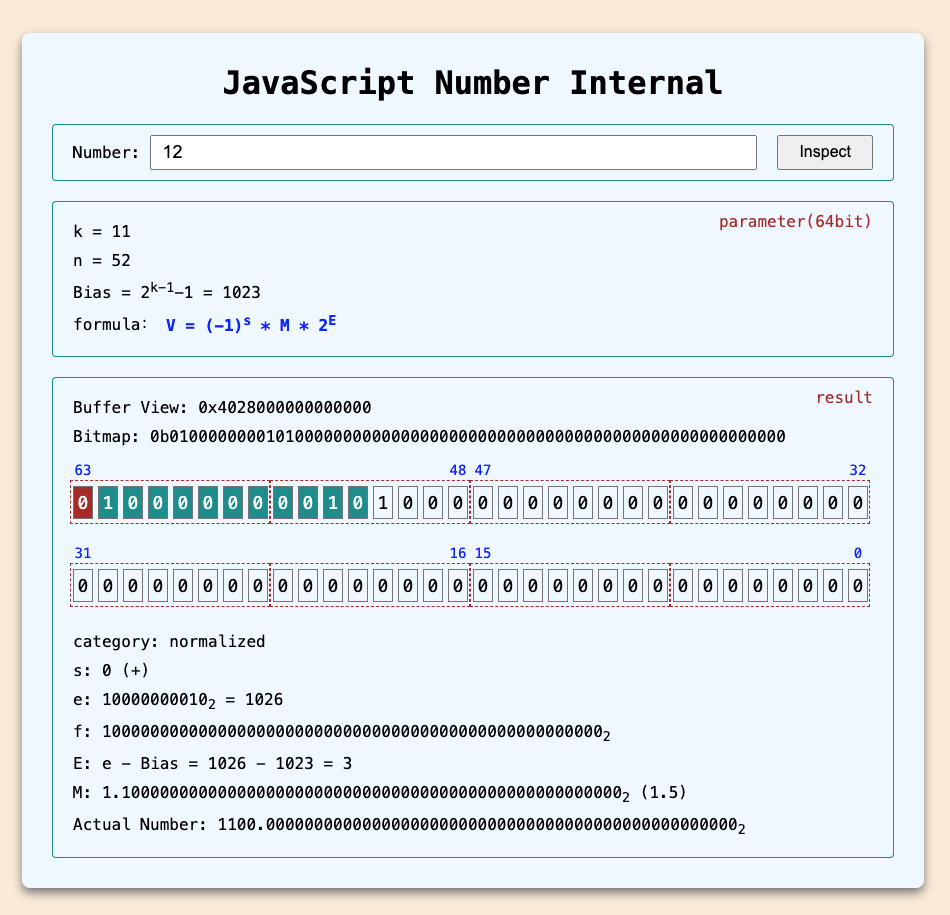 JavaScript Number Internal
Number: 12 Inspect
parameter(64bit)
k = 11
n = 52
Bias = 2^k−1−1 = 1023
formula: V = (−1)^s * M * 2^E
result
Buffer View: 0x4028000000000000
Bitmap: 0b0100000000101000000000000000000000000000000000000000000000000000
63 48 47 32
0 1 0 0 0 0 0 0 0 0 1 0 1 0 0 0 0 0 0 0 0 0 0 0 0 0 0 0 0 0 0 0
31 16 15 0
0 0 0 0 0 0 0 0 0 0 0 0 0 0 0 0 0 0 0 0 0 0 0 0 0 0 0 0 0 0 0 0
category: normalized
s: 0 (+)
e: 10000000010₂ = 1026
f: 1000000000000000000000000000000000000000000000000000₂
E: e − Bias = 1026 − 1023 = 3
M: 1.1000000000000000000000000000000000000000000000000000₂ (1.5)
Actual Number: 1100.0000000000000000000000000000000000000000000000000₂